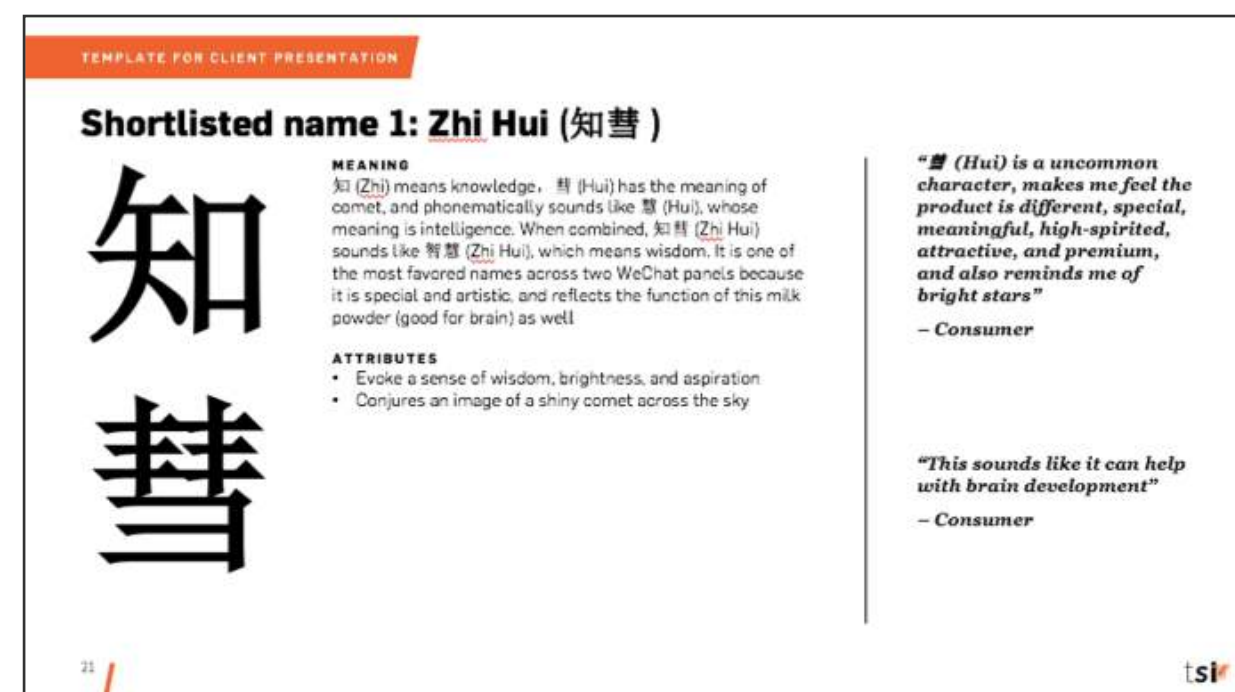 TEMPLATE FOR CLIENT PRESENTATION
Shortlisted name 1: Zhi Hui (知彗 )
知
彗
MEANING
知 (Zhi) means knowledge， 彗 (Hui) has the meaning of
comet, and phonematically sounds like 慧 (Hui), whose
meaning is intelligence. When combined, 知彗 (Zhi Hui)
sounds like 智慧 (Zhi Hui), which means wisdom. It is one of
the most favored names across two WeChat panels because
it is special and artistic, and reflects the function of this milk
powder (good for brain) as well
ATTRIBUTES
• Evoke a sense of wisdom, brightness, and aspiration
• Conjures an image of a shiny comet across the sky
“彗 (Hui) is a uncommon
character, makes me feel the
product is different, special,
meaningful, high-spirited,
attractive, and premium,
and also reminds me of
bright stars”
– Consumer
“This sounds like it can help
with brain development”
– Consumer
21
tsi